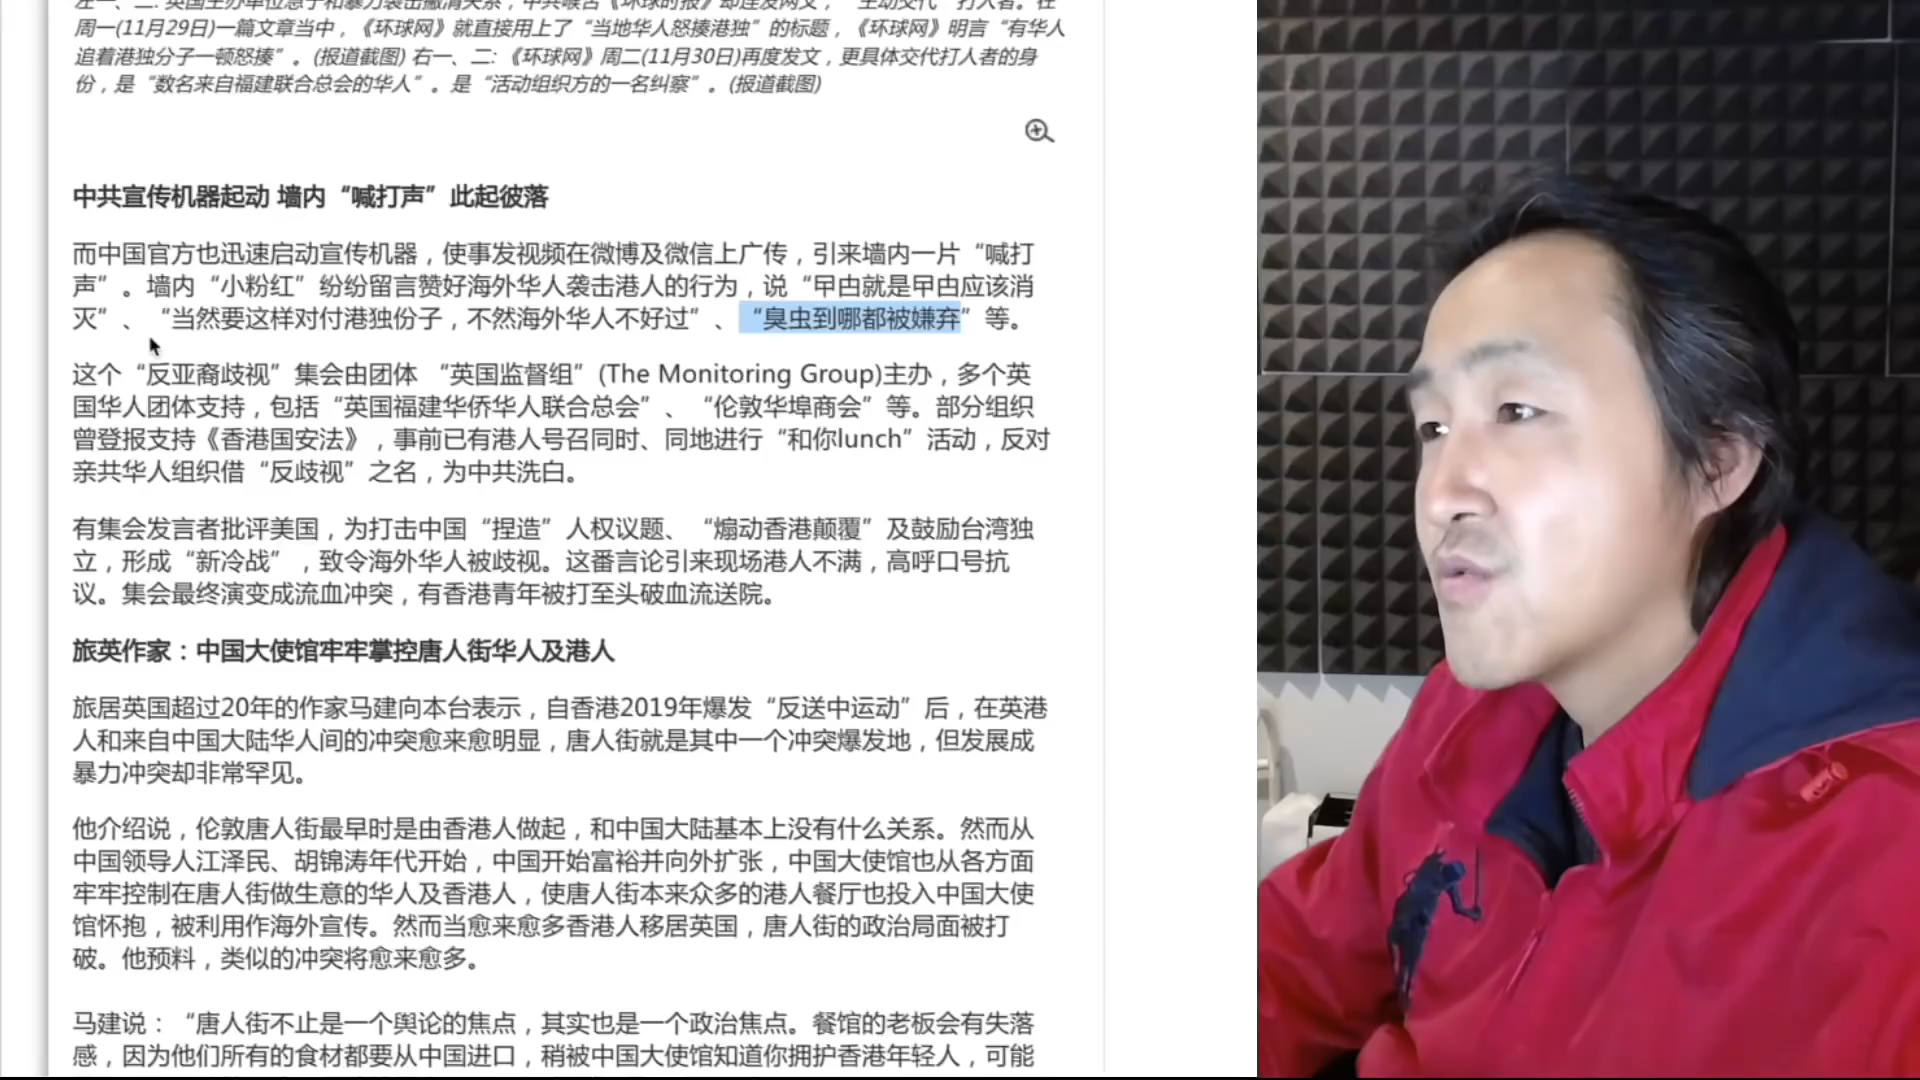 周一(11月29日)一篇文章当中，《环球网》就直接用上了“当地华人怒揍港独”的标题，《环球网》明言“有华人
追着港独分子一顿怒揍”。(报道截图) 右一、二:《环球网》周二(11月30日)再度发文，更具体交代打人者的身
份，是“数名来自福建联合总会的华人”。是“活动组织方的一名纠察”。(报道截图)
中共宣传机器起动 墙内“喊打声”此起彼落
而中国官方也迅速启动宣传机器，使事发视频在微博及微信上广传，引来墙内一片“喊打
声”。墙内“小粉红”纷纷留言赞好海外华人袭击港人的行为，说“曱甴就是曱甴应该消
灭”、“当然要这样对付港独份子，不然海外华人不好过”、“臭虫到哪都被嫌弃”等。
这个“反亚裔歧视”集会由团体 “英国监督组”(The Monitoring Group)主办，多个英
国华人团体支持，包括“英国福建华侨华人联合总会”、“伦敦华埠商会”等。部分组织
曾登报支持《香港国安法》，事前已有港人号召同时、同地进行“和你lunch”活动，反对
亲共华人组织借“反歧视”之名，为中共洗白。
有集会发言者批评美国，为打击中国“捏造”人权议题、“煽动香港颠覆”及鼓励台湾独
立，形成“新冷战”，致令海外华人被歧视。这番言论引来现场港人不满，高呼口号抗
议。集会最终演变成流血冲突，有香港青年被打至头破血流送院。
旅英作家：中国大使馆牢牢掌控唐人街华人及港人
旅居英国超过20年的作家马建向本台表示，自香港2019年爆发“反送中运动”后，在英港
人和来自中国大陆华人间的冲突愈来愈明显，唐人街就是其中一个冲突爆发地，但发展成
暴力冲突却非常罕见。
他介绍说，伦敦唐人街最早时是由香港人做起，和中国大陆基本上没有什么关系。然而从
中国领导人江泽民、胡锦涛年代开始，中国开始富裕并向外扩张，中国大使馆也从各方面
牢牢控制在唐人街做生意的华人及香港人，使唐人街本来众多的港人餐厅也投入中国大使
馆怀抱，被利用作海外宣传。然而当愈来愈多香港人移居英国，唐人街的政治局面被打
破。他预料，类似的冲突将愈来愈多。
马建说：“唐人街不止是一个舆论的焦点，其实也是一个政治焦点。餐馆的老板会有失落
感，因为他们所有的食材都要从中国进口，稍被中国大使馆知道你拥护香港年轻人，可能